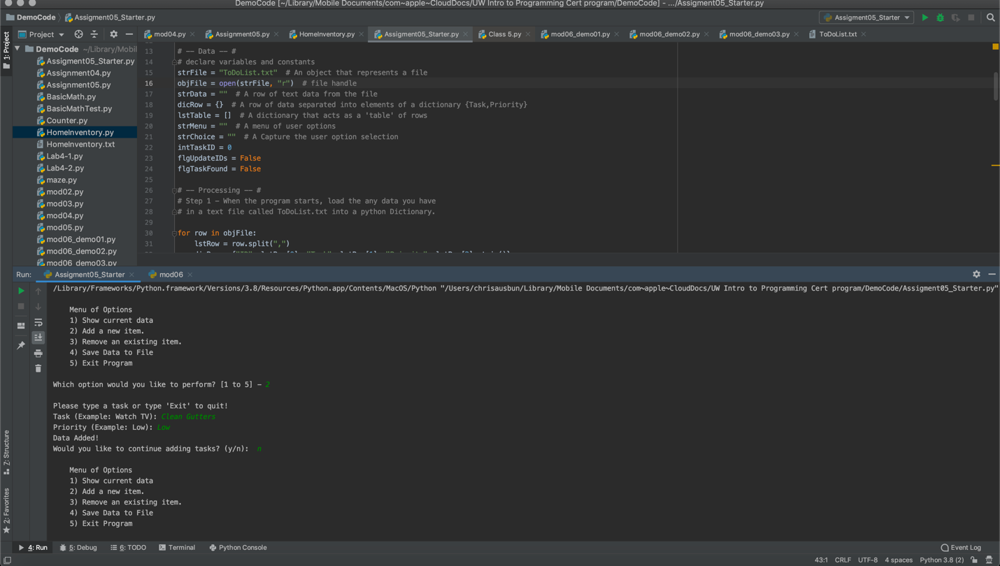 DemoCode [~/Library/Mobile Documents/com~apple~CloudDocs/UW Intro to Programming Cert program/DemoCode] - .../Assigment05_Starter.py
DemoCode Assigment05_Starter.py
Assigment05_Starter
Project
mod04.py
Assignment05.py
HomeInventory.py
Assigment05_Starter.py
Class 5.py
mod06_demo01.py
mod06_demo02.py
mod06_demo03.py
ToDoList.txt
1: Project
DemoCode ~/Library/Mobil
Assigment05_Starter.py
Assignment04.py
Assignment05.py
BasicMath.py
BasicMathTest.py
Counter.py
HomeInventory.py
HomeInventory.txt
Lab4-1.py
Lab4-2.py
maze.py
mod02.py
mod03.py
mod04.py
mod05.py
mod06_demo01.py
mod06_demo02.py
mod06_demo03.py
13 # -- Data -- #
14 # declare variables and constants
15 strFile = "ToDoList.txt"  # An object that represents a file
16 objFile = open(strFile, "r")  # file handle
17 strData = ""  # A row of text data from the file
18 dicRow = {}  # A row of data separated into elements of a dictionary {Task,Priority}
19 lstTable = []  # A dictionary that acts as a 'table' of rows
20 strMenu = ""  # A menu of user options
21 strChoice = ""  # A Capture the user option selection
22 intTaskID = 0
23 flgUpdateIDs = False
24 flgTaskFound = False
25
26 # -- Processing -- #
27 # Step 1 - When the program starts, load the any data you have
28 # in a text file called ToDoList.txt into a python Dictionary.
29
30 for row in objFile:
31 lstRow = row.split(",")
Run: Assigment05_Starter mod06
/Library/Frameworks/Python.framework/Versions/3.8/Resources/Python.app/Contents/MacOS/Python "/Users/chrisausbun/Library/Mobile Documents/com~apple~CloudDocs/UW Intro to Programming Cert program/DemoCode/Assigment05_Starter.py"
Menu of Options
1) Show current data
2) Add a new item.
3) Remove an existing item.
4) Save Data to File
5) Exit Program
Which option would you like to perform? [1 to 5] - 2
Please type a task or type 'Exit' to quit!
Task (Example: Watch TV): Clean Gutters
Priority (Example: Low): Low
Data Added!
Would you like to continue adding tasks? (y/n):  n
Menu of Options
1) Show current data
2) Add a new item.
3) Remove an existing item.
4) Save Data to File
5) Exit Program
7: Structure
2: Favorites
4: Run
5: Debug
6: TODO
Terminal
Python Console
Event Log
43:1 CRLF UTF-8 4 spaces Python 3.8 (2)